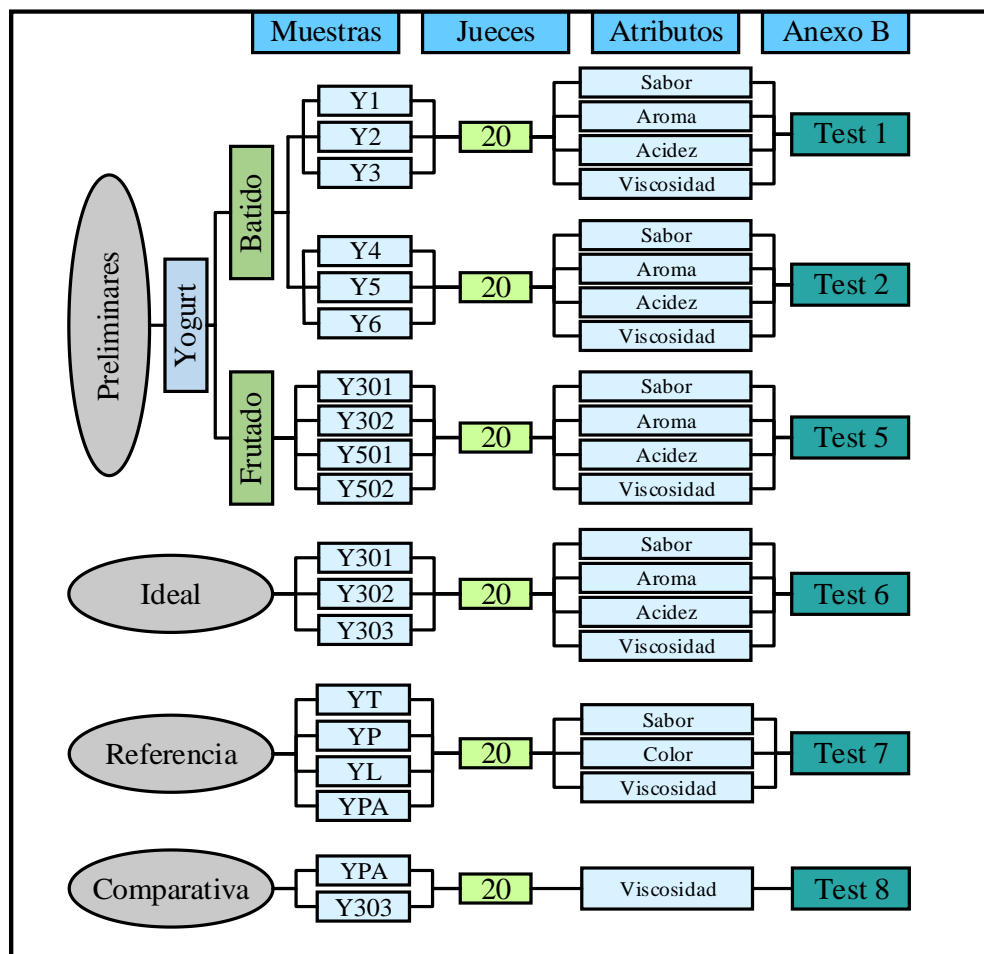 Muestras Jueces Atributos Anexo B
Preliminares
Yogurt
Batido
Y1
Y2
Y3
20
Sabor
Aroma
Acidez
Viscosidad
Test 1
Y4
Y5
Y6
20
Sabor
Aroma
Acidez
Viscosidad
Test 2
Frutado
Y301
Y302
Y501
Y502
20
Sabor
Aroma
Acidez
Viscosidad
Test 5
Ideal
Y301
Y302
Y303
20
Sabor
Aroma
Acidez
Viscosidad
Test 6
Referencia
YT
YP
YL
YPA
20
Sabor
Color
Viscosidad
Test 7
Comparativa
YPA
Y303
20
Viscosidad
Test 8